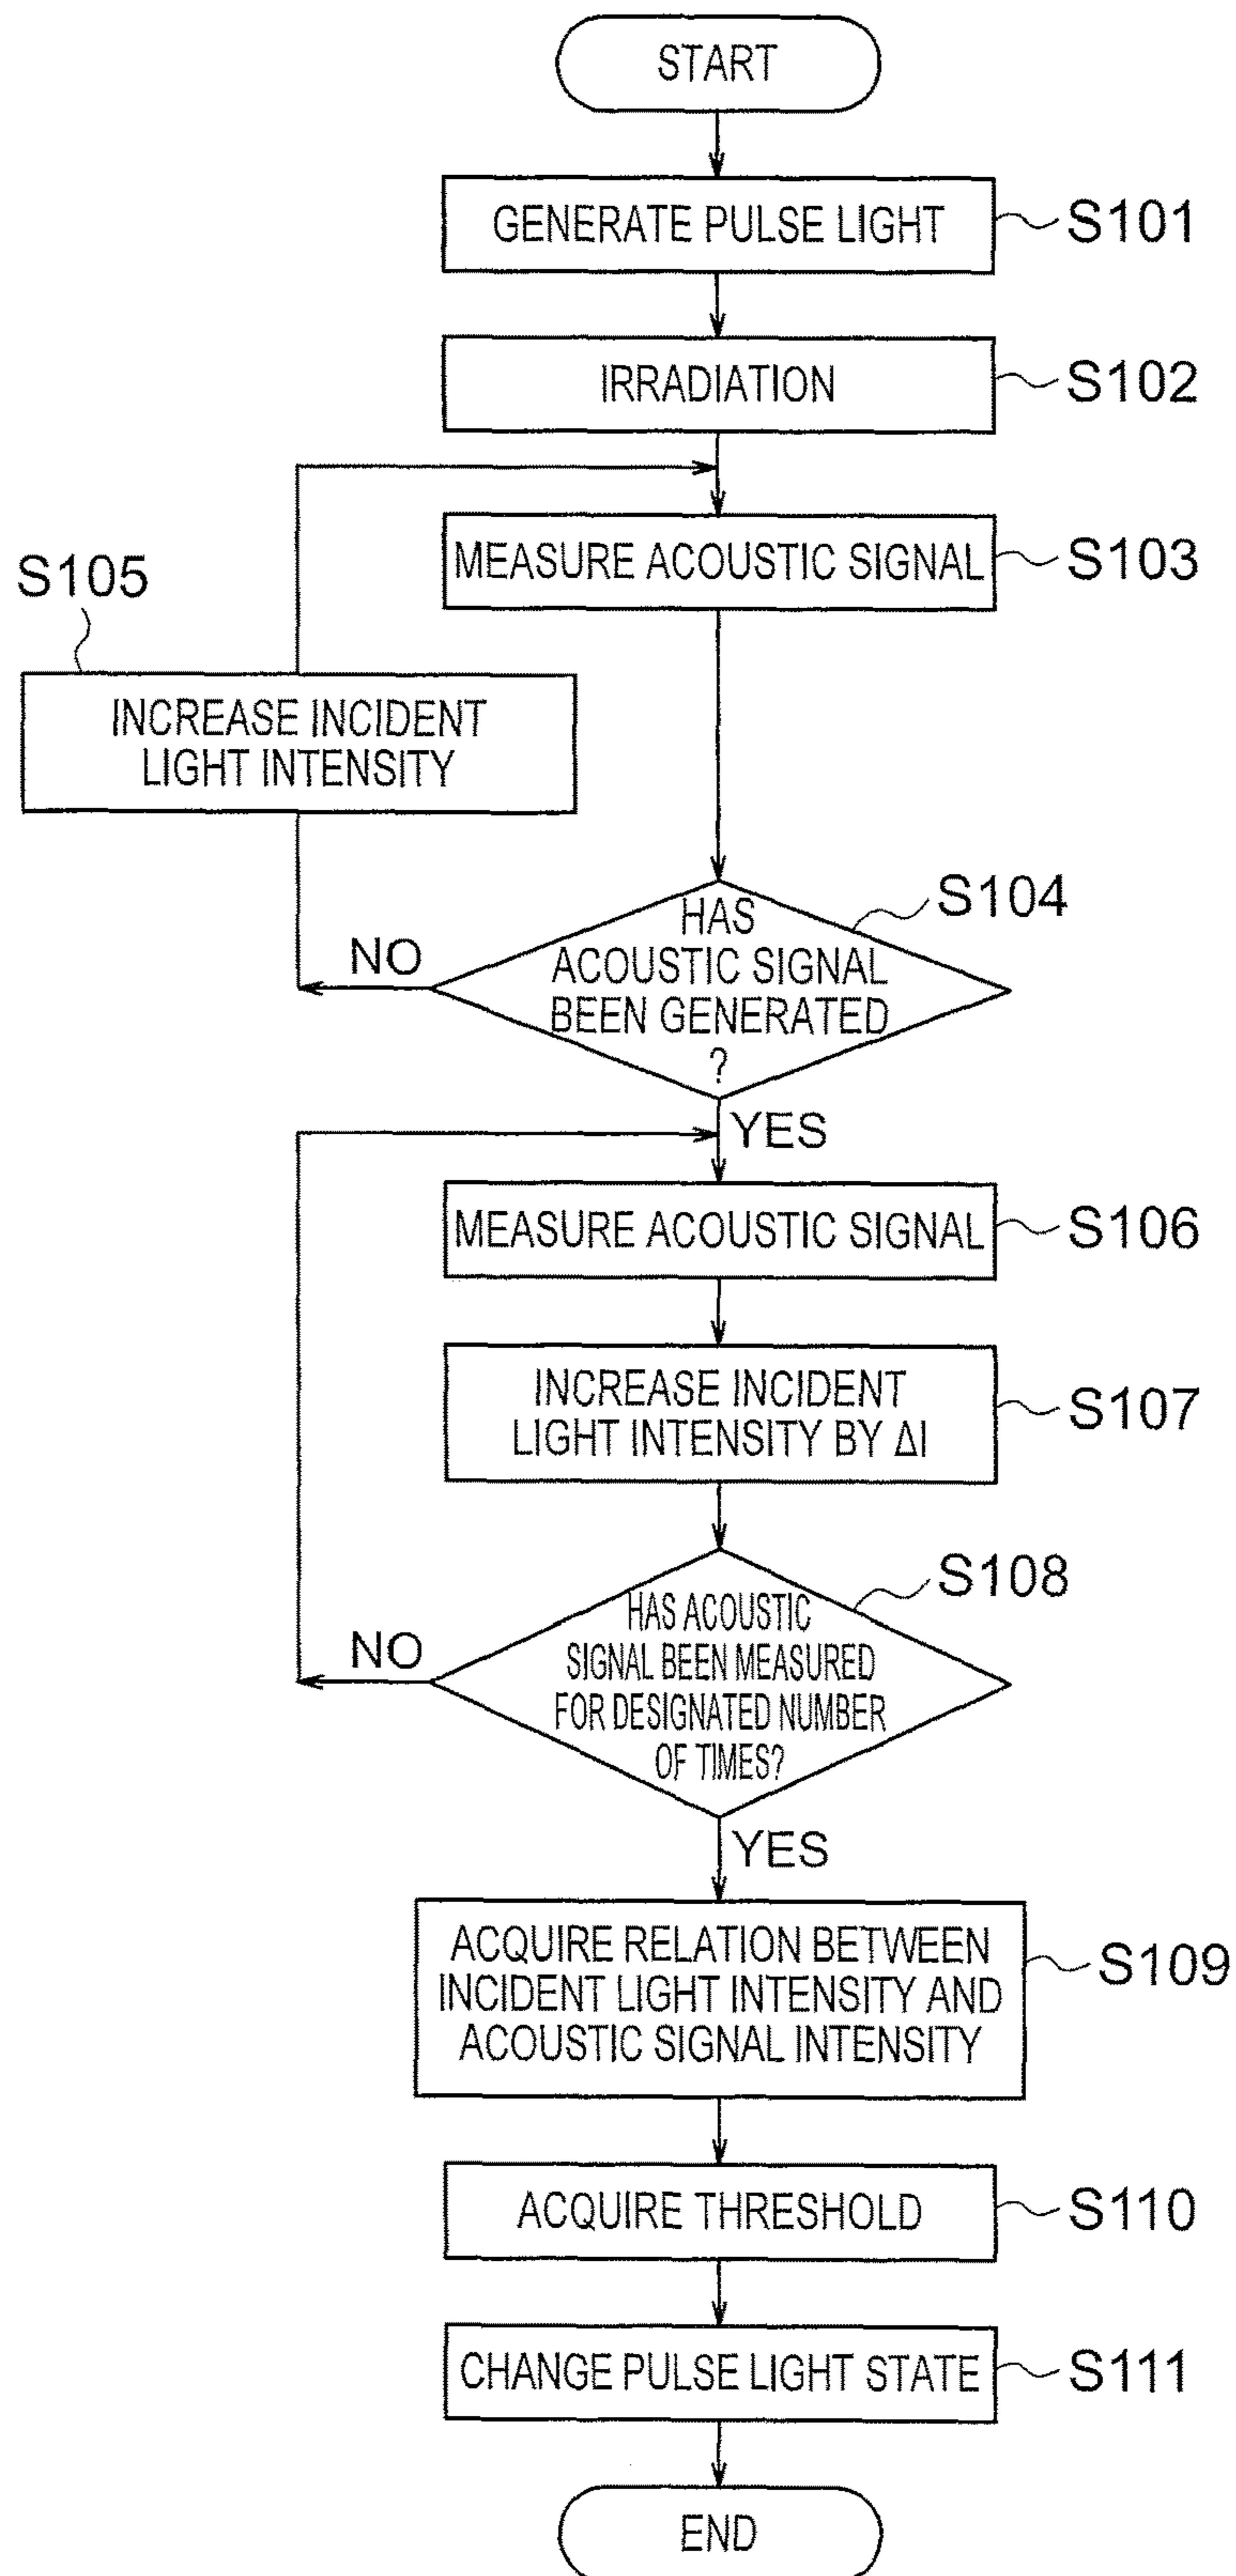 START
GENERATE PULSE LIGHT
S101
IRRADIATION
S102
MEASURE ACOUSTIC SIGNAL
S103
S105
INCREASE INCIDENT
LIGHT INTENSITY
S104
HAS
ACOUSTIC SIGNAL
BEEN GENERATED
?
NO
YES
MEASURE ACOUSTIC SIGNAL
S106
INCREASE INCIDENT
LIGHT INTENSITY BY ΔI
S107
S108
HAS ACOUSTIC
SIGNAL BEEN MEASURED
FOR DESIGNATED NUMBER
OF TIMES?
NO
YES
ACQUIRE RELATION BETWEEN
INCIDENT LIGHT INTENSITY AND
ACOUSTIC SIGNAL INTENSITY
S109
ACQUIRE THRESHOLD
S110
CHANGE PULSE LIGHT STATE
S111
END